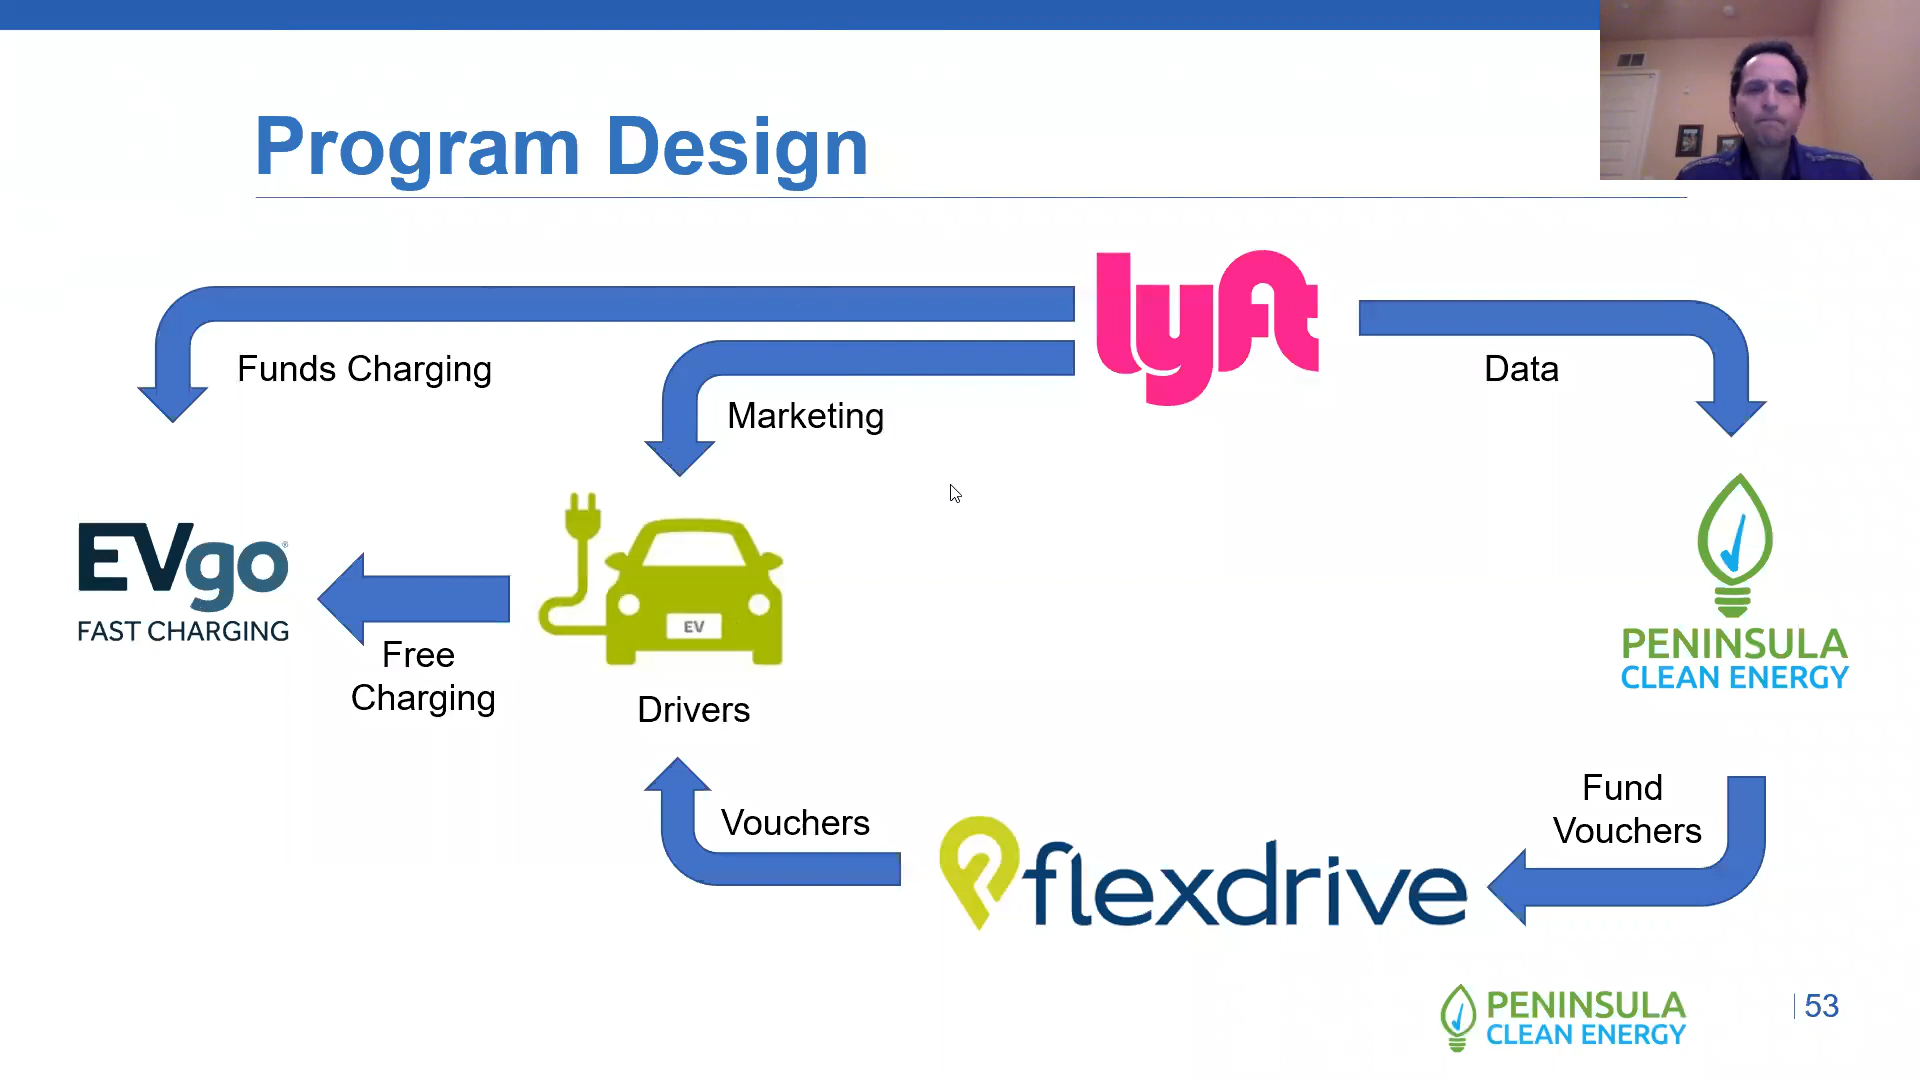 Program Design
lyft
Funds Charging
Data
Marketing
EVgo®
FAST CHARGING
EV
Free
Charging
Drivers
PENINSULA
CLEAN ENERGY
Vouchers
Fund
Vouchers
flexdrive
PENINSULA
CLEAN ENERGY
53